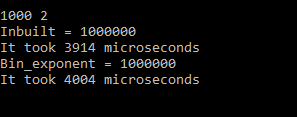 1000 2
Inbuilt = 1000000
It took 3914 microseconds
Bin_exponent = 1000000
It took 4004 microseconds